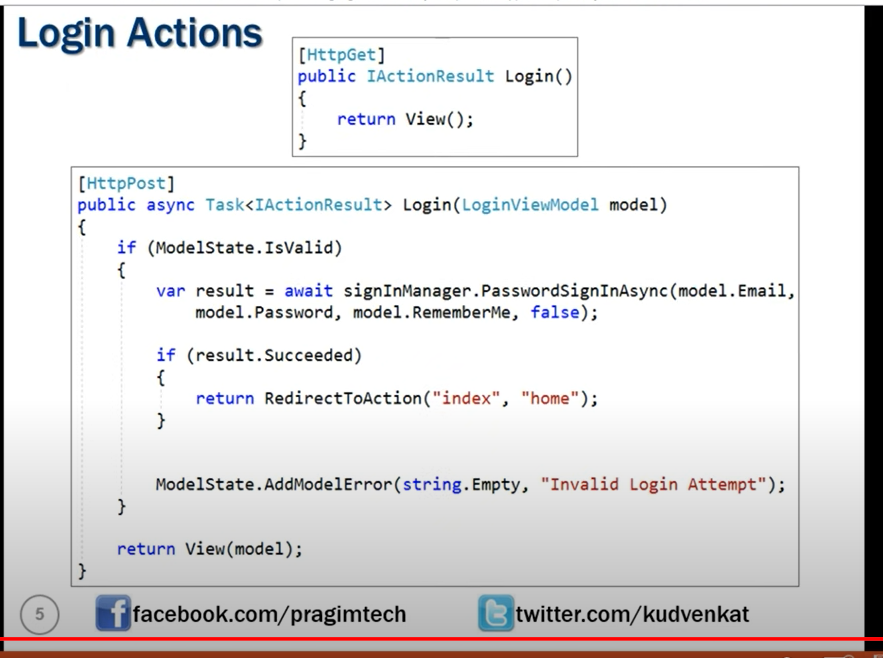 Login Actions
[HttpGet]
public IActionResult Login()
{
return View();
}
[HttpPost]
public async Task<IActionResult> Login(LoginViewModel model)
{
if (ModelState.IsValid)
{
var result = await signInManager.PasswordSignInAsync(model.Email,
model.Password, model.RememberMe, false);
if (result.Succeeded)
{
return RedirectToAction("index", "home");
}
ModelState.AddModelError(string.Empty, "Invalid Login Attempt");
}
return View(model);
}
5
facebook.com/pragimtech
twitter.com/kudvenkat